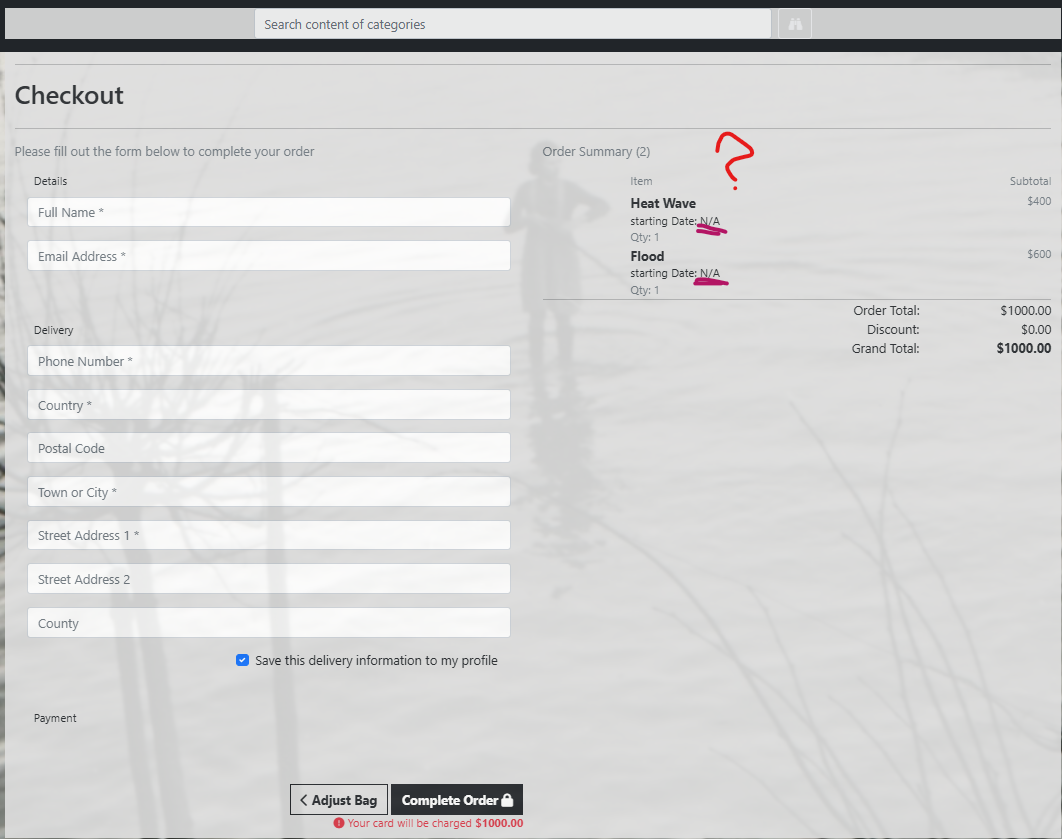 Search content of categories
Checkout
Please fill out the form below to complete your order
Details
Full Name *
Email Address *
Delivery
Phone Number *
Country *
Postal Code
Town or City *
Street Address 1 *
Street Address 2
County
Save this delivery information to my profile
Payment
Adjust Bag
Complete Order
Your card will be charged $1000.00
Order Summary (2)
?
Item Subtotal
Heat Wave $400
starting Date: N/A
Qty: 1
Flood $600
starting Date: N/A
Qty: 1
Order Total: $1000.00
Discount: $0.00
Grand Total: $1000.00